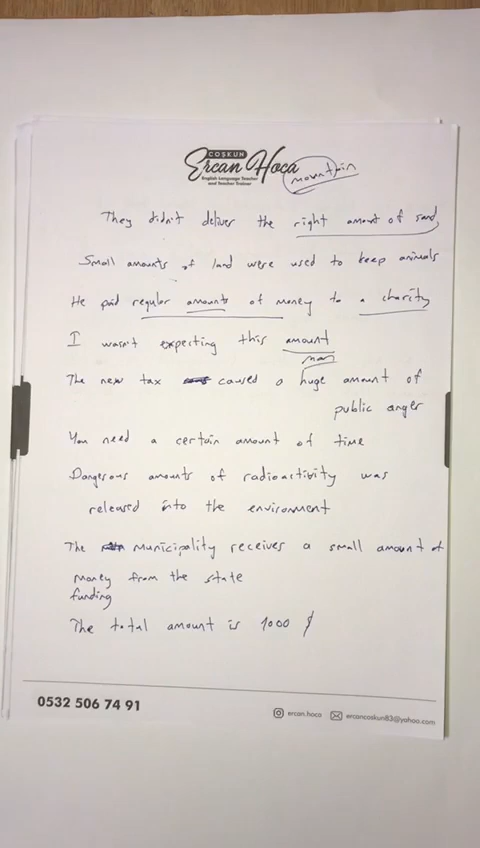 COSKUN
Ercan Hoca
English Language Teacher
and Teacher Trainer
mountain
They didn't deliver the right amount of sand
Small amounts of land were used to keep animals
He paid regular amounts of money to a charity
I wasn't expecting this amount
man
The new tax caused a huge amount of
public anger
You need a certain amount of time
Dangerous amounts of radioactivity was
released into the environment
The municipality receives a small amount of
money from the state
funding
The total amount is 1000 $
0532 506 74 91
ercan.hoco
ercancoskun83@yahoo.com